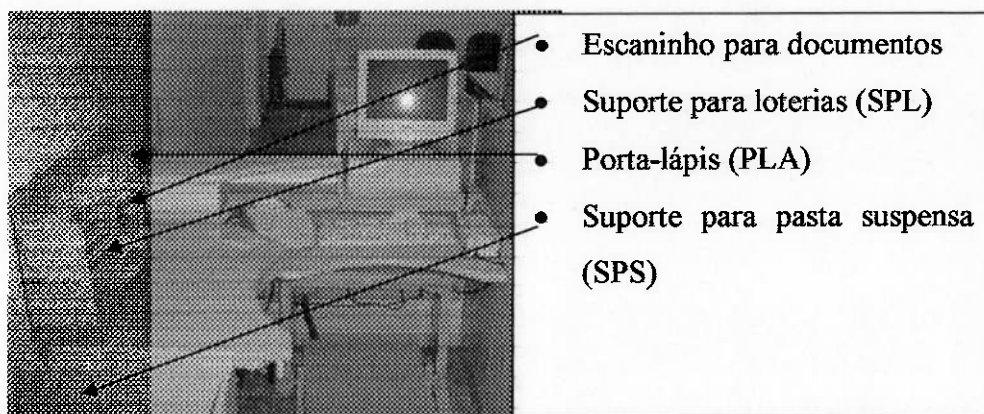 • Escaninho para documentos
• Suporte para loterias (SPL)
• Porta-lápis (PLA)
• Suporte para pasta suspensa
(SPS)